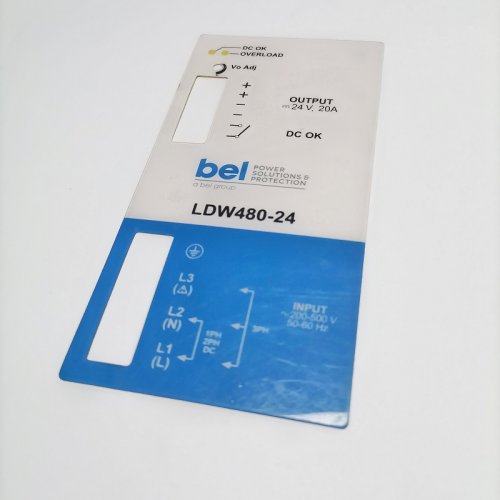 DC OK
OVERLOAD
Vo Adj
+
+
−
−
OUTPUT
⎓24 V, 20A
DC OK
bel POWER
SOLUTIONS &
PROTECTION
a bel group
LDW480-24
L3
(△)
L2
(N)
L1
(L)
1PH
2PH
DC
3PH
INPUT
~200-500 V
50-60 Hz